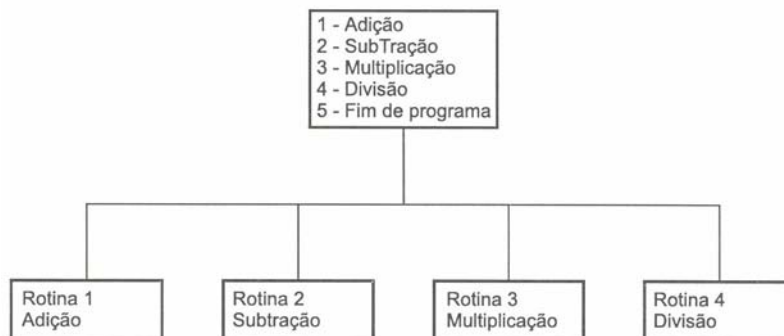 1 - Adição
2 - SubTração
3 - Multiplicação
4 - Divisão
5 - Fim de programa
Rotina 1
Adição
Rotina 2
Subtração
Rotina 3
Multiplicação
Rotina 4
Divisão